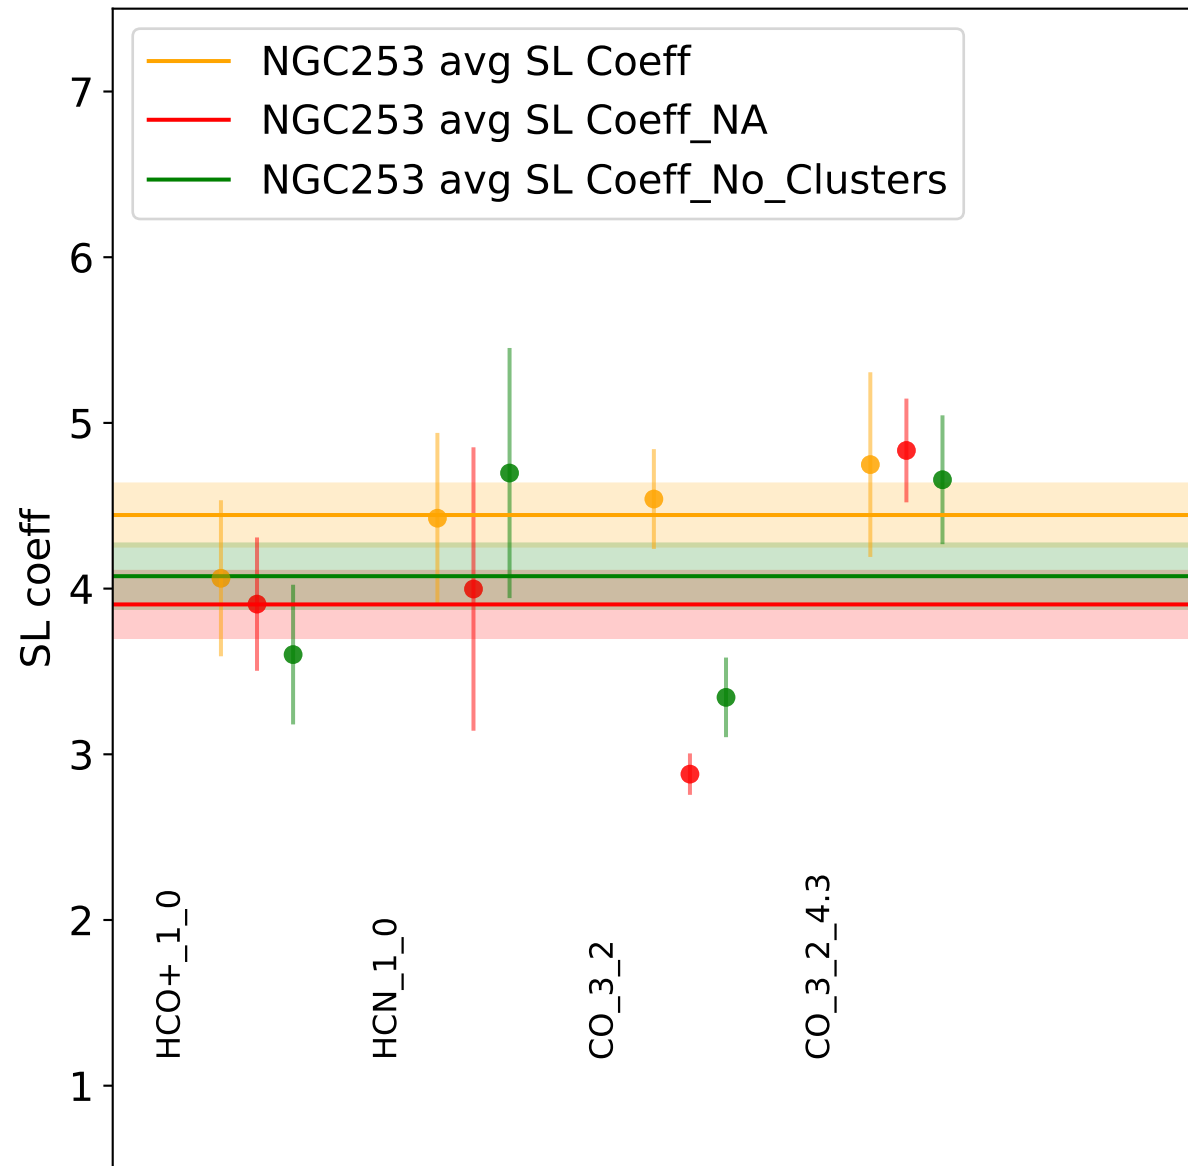 NGC253 avg SL Coeff
NGC253 avg SL Coeff_NA
NGC253 avg SL Coeff_No_Clusters
7
6
5
4
3
2
1
SL coeff
HCO+_1_0
HCN_1_0
CO_3_2
CO_3_2_4.3